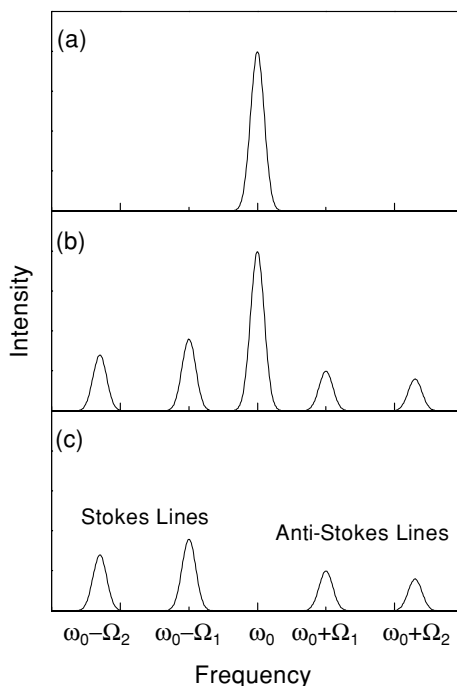 (a)
(b)
Intensity
(c)
Stokes Lines
Anti-Stokes Lines
ω₀−Ω₂ ω₀−Ω₁ ω₀ ω₀+Ω₁ ω₀+Ω₂
Frequency